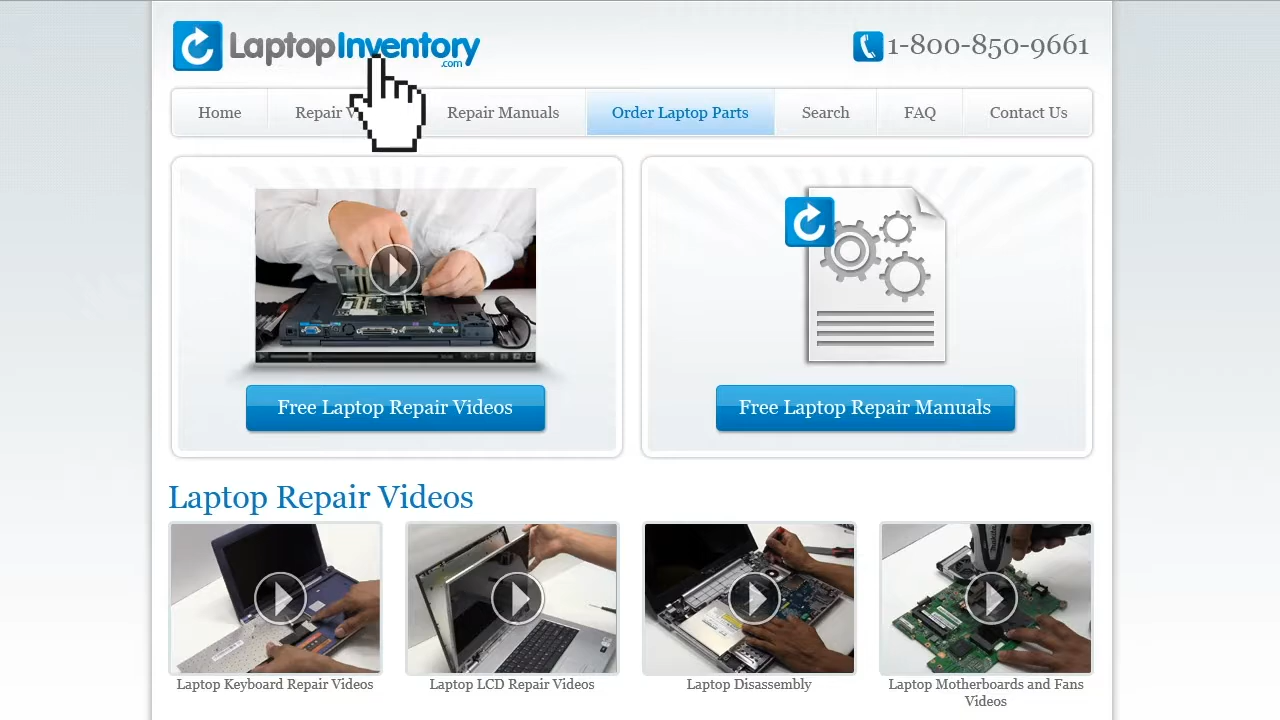 LaptopInventory
.com
1-800-850-9661
Home
Repair V
Repair Manuals
Order Laptop Parts
Search
FAQ
Contact Us
Free Laptop Repair Videos
Free Laptop Repair Manuals
Laptop Repair Videos
Laptop Keyboard Repair Videos
Laptop LCD Repair Videos
Laptop Disassembly
Laptop Motherboards and Fans
Videos